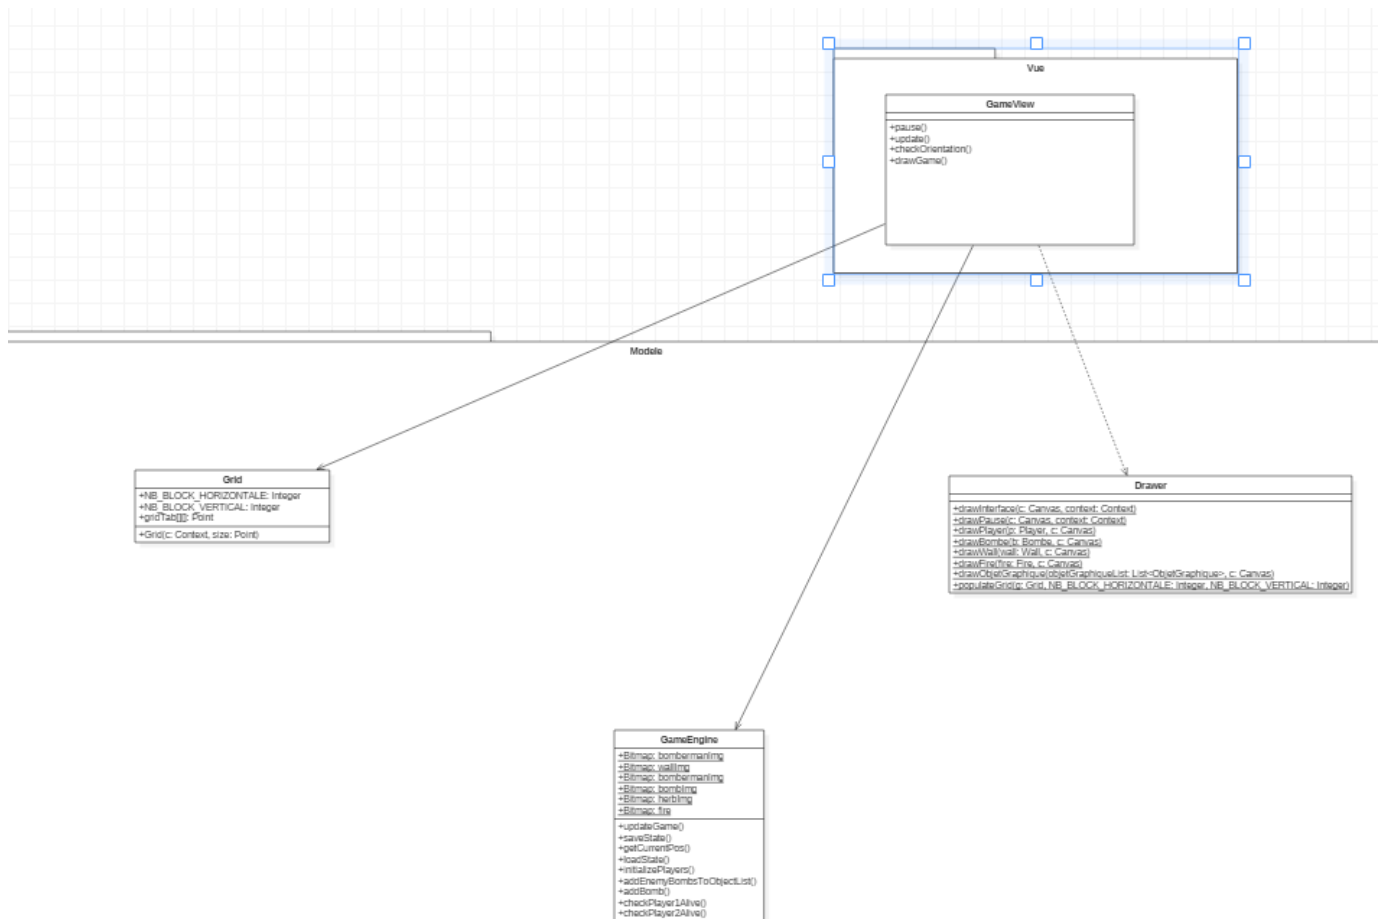 Vue
GameView
+pause()
+update()
+checkOrientation()
+drawGame()
Modele
Grid
+NB_BLOCK_HORIZONTALE: Integer
+NB_BLOCK_VERTICAL: Integer
+gridTab[][]: Point
+Grid(c: Context, size: Point)
Drawer
+drawInterface(c: Canvas, context: Context)
+drawPause(c: Canvas, context: Context)
+drawPlayer(p: Player, c: Canvas)
+drawBombe(b: Bombe, c: Canvas)
+drawWall(wall: Wall, c: Canvas)
+drawFire(fire: Fire, c: Canvas)
+drawObjetGraphique(objetGraphiqueList: List<ObjetGraphique>, c: Canvas)
+populateGrid(g: Grid, NB_BLOCK_HORIZONTALE: Integer, NB_BLOCK_VERTICAL: Integer)
GameEngine
+Bitmap: bombermanImg
+Bitmap: wallImg
+Bitmap: bombermanImg
+Bitmap: bombImg
+Bitmap: herbImg
+Bitmap: fire
+updateGame()
+saveState()
+getCurrentPos()
+loadState()
+initializePlayers()
+addEnemyBombsToObjectList()
+addBomb()
+checkPlayer1Alive()
+checkPlayer2Alive()